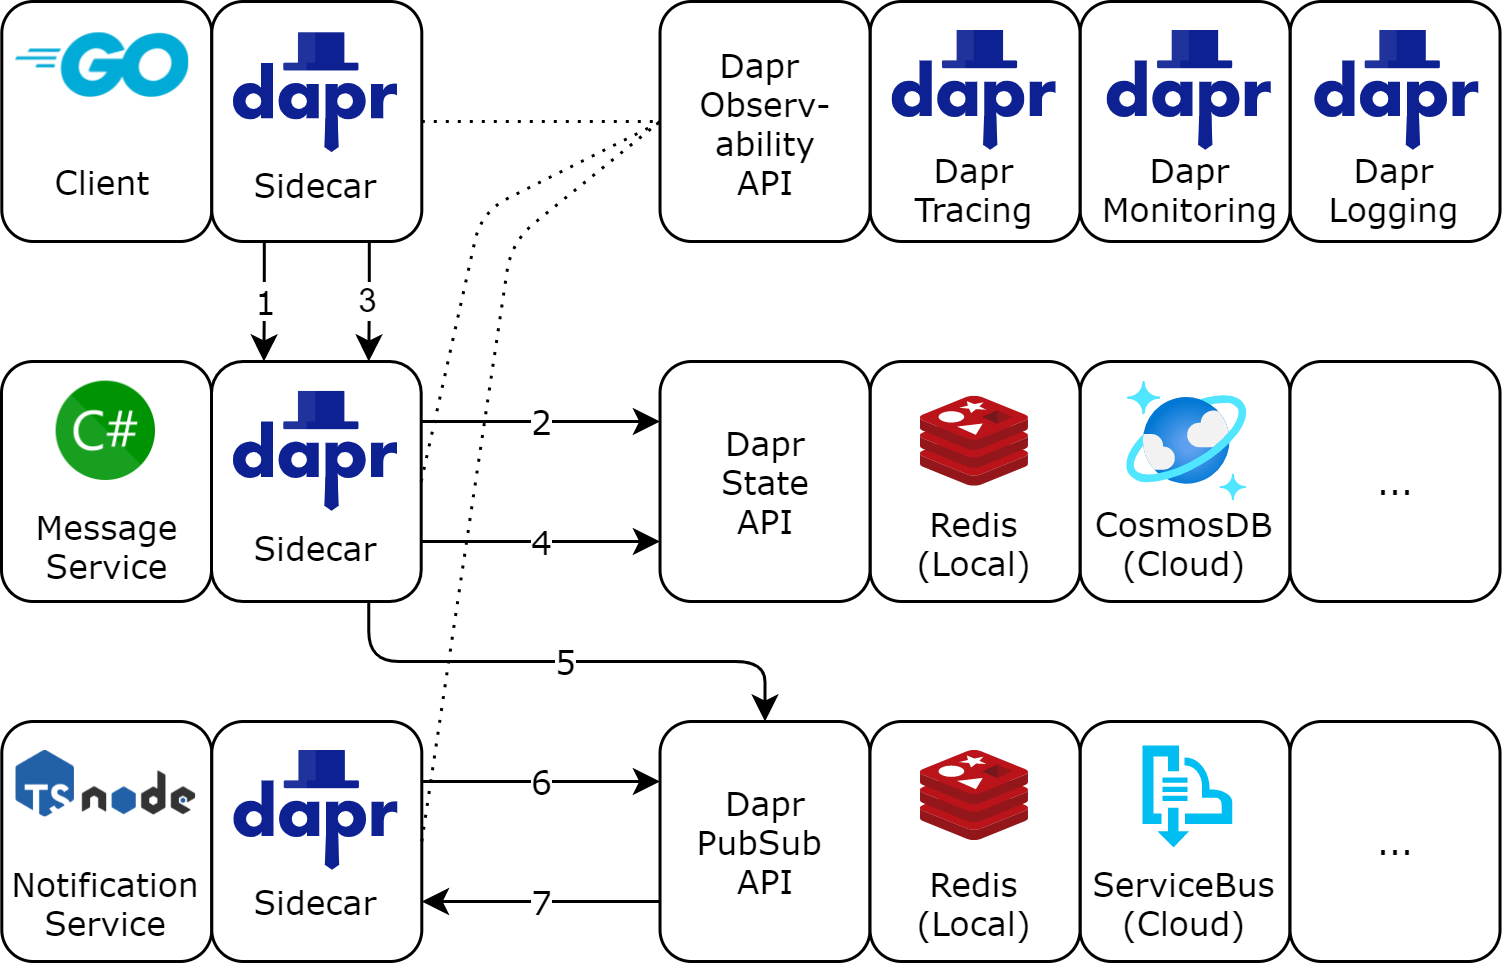 GO
Client
dapr
Sidecar
Dapr
Observ-
ability
API
dapr
Dapr
Tracing
dapr
Dapr
Monitoring
dapr
Dapr
Logging
1
3
C#
Message
Service
dapr
Sidecar
2
4
Dapr
State
API
Redis
(Local)
CosmosDB
(Cloud)
...
5
TS node
Notification
Service
dapr
Sidecar
6
7
Dapr
PubSub
API
Redis
(Local)
ServiceBus
(Cloud)
...